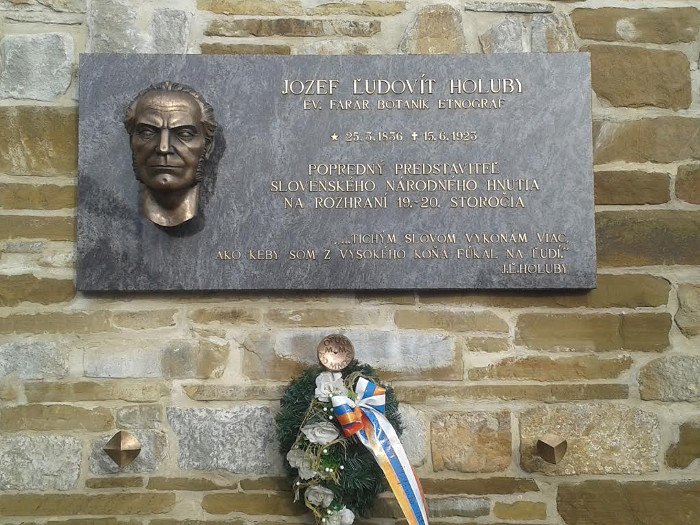 JOZEF ĽUDOVÍT HOLUBY
EV. FARÁR BOTANIK ETNOGRAF
★ 25.3.1836 ✝ 15.6.1923
POPREDNÝ PREDSTAVITEĽ
SLOVENSKÉHO NÁRODNÉHO HNUTIA
NA ROZHRANÍ 19.-20. STOROČIA
„....TICHÝM SLOVOM VYKONÁM VIAC,
AKO KEBY SOM Z VYSOKÉHO KOŇA FÚKAL NA ĽUDÍ."
J.Ľ.HOLUBY